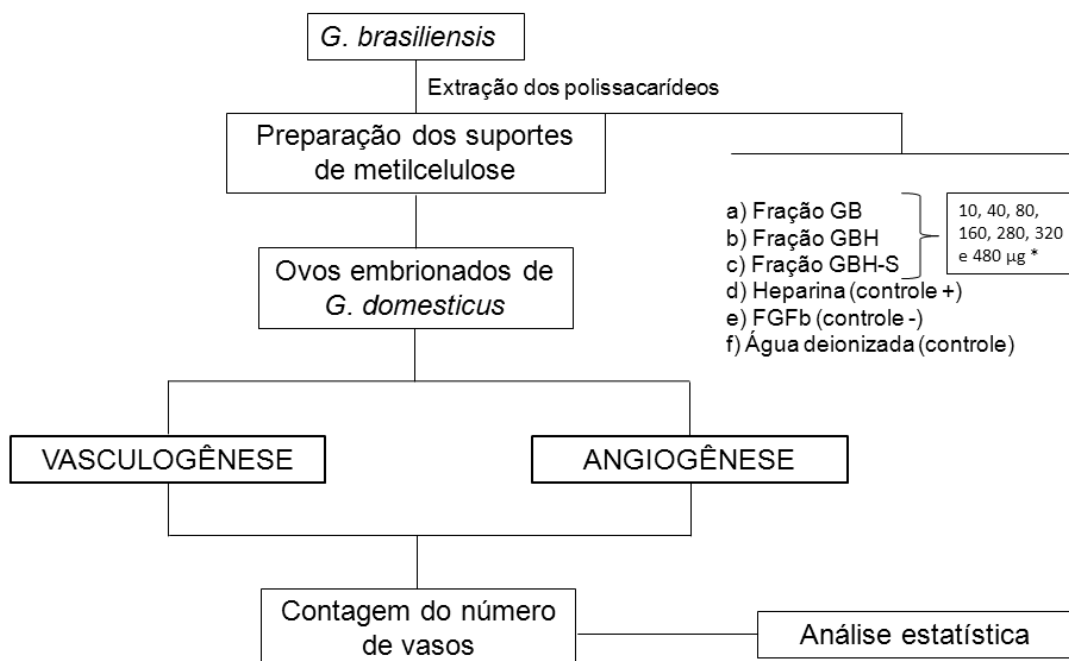 G. brasiliensis
Extração dos polissacarídeos
Preparação dos suportes
de metilcelulose
a) Fração GB
b) Fração GBH
c) Fração GBH-S
d) Heparina (controle +)
e) FGFb (controle -)
f) Água deionizada (controle)
10, 40, 80,
160, 280, 320
e 480 µg *
Ovos embrionados de
G. domesticus
VASCULOGÊNESE
ANGIOGÊNESE
Contagem do número
de vasos
Análise estatística